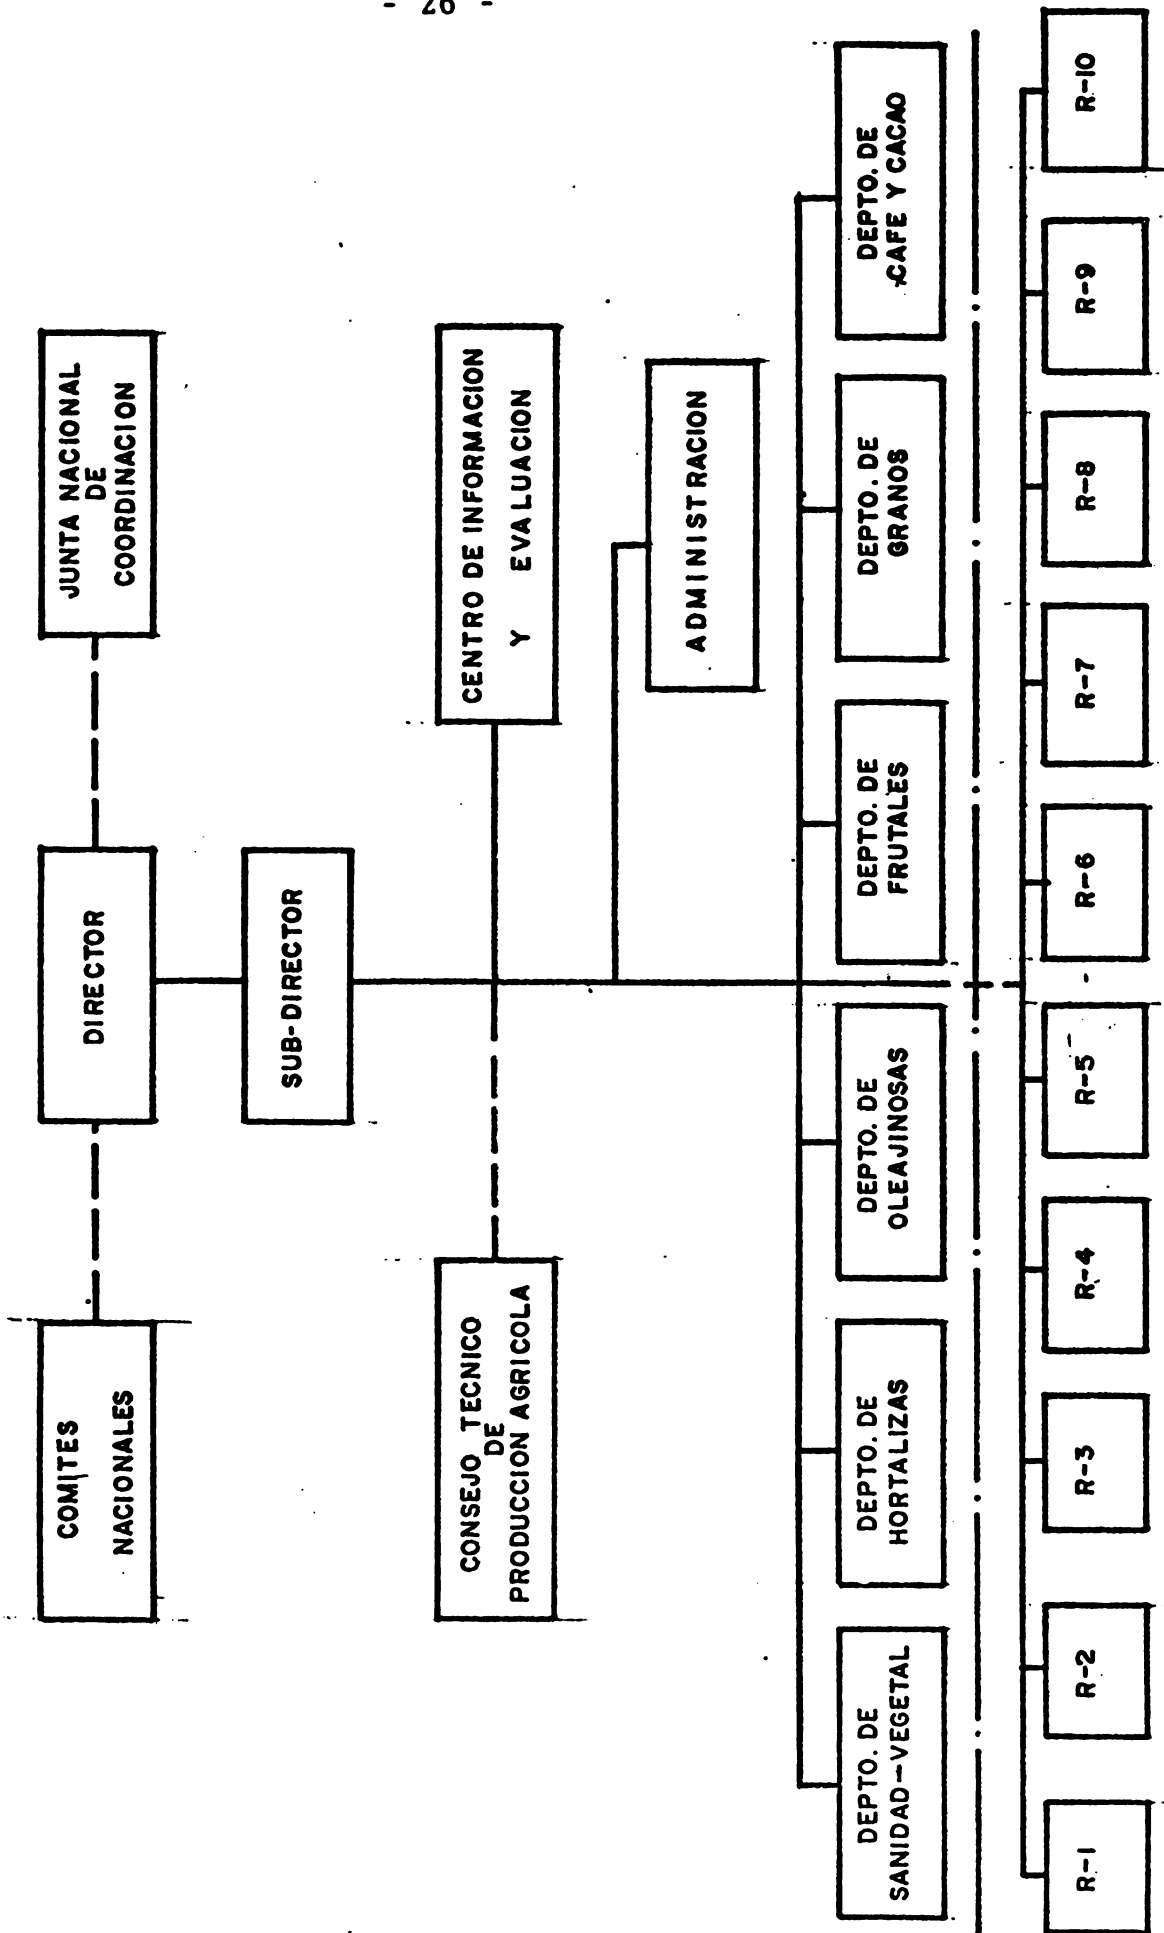 COMITES
NACIONALES
DIRECTOR
JUNTA NACIONAL
DE
COORDINACION
SUB-DIRECTOR
CONSEJO TECNICO
DE
PRODUCCION AGRICOLA
CENTRO DE INFORMACION
Y EVALUACION
ADMINISTRACION
DEPTO. DE
SANIDAD-VEGETAL
DEPTO. DE
HORTALIZAS
DEPTO. DE
OLEAJINOSAS
DEPTO. DE
FRUTALES
DEPTO. DE
GRANOS
DEPTO. DE
CAFE Y CACAO
R-1
R-2
R-3
R-4
R-5
R-6
R-7
R-8
R-9
R-10